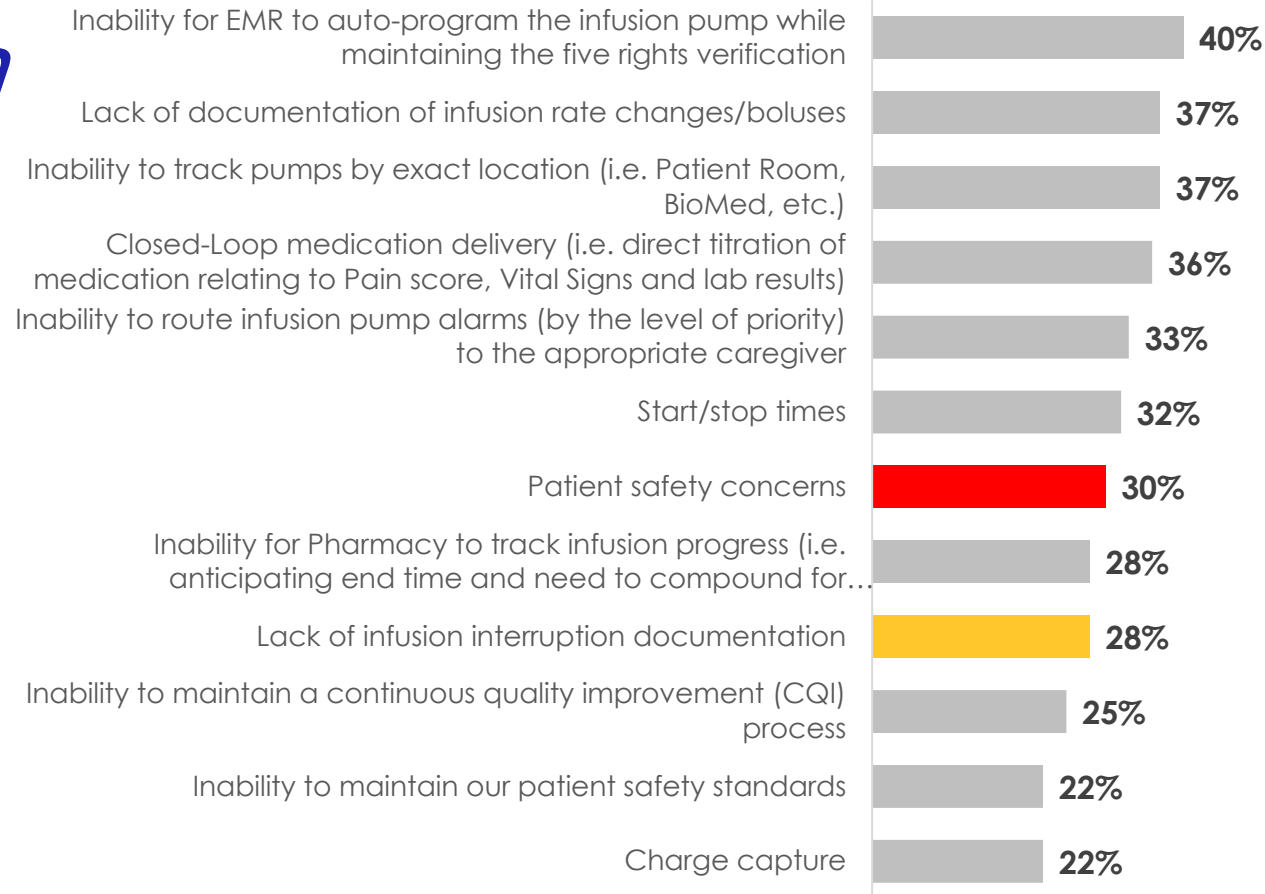 Inability for EMR to auto-program the infusion pump while
maintaining the five rights verification
40%
Lack of documentation of infusion rate changes/boluses
37%
Inability to track pumps by exact location (i.e. Patient Room,
BioMed, etc.)
37%
Closed-Loop medication delivery (i.e. direct titration of
medication relating to Pain score, Vital Signs and lab results)
36%
Inability to route infusion pump alarms (by the level of priority)
to the appropriate caregiver
33%
Start/stop times
32%
Patient safety concerns
30%
Inability for Pharmacy to track infusion progress (i.e.
anticipating end time and need to compound for…
28%
Lack of infusion interruption documentation
28%
Inability to maintain a continuous quality improvement (CQI)
process
25%
Inability to maintain our patient safety standards
22%
Charge capture
22%